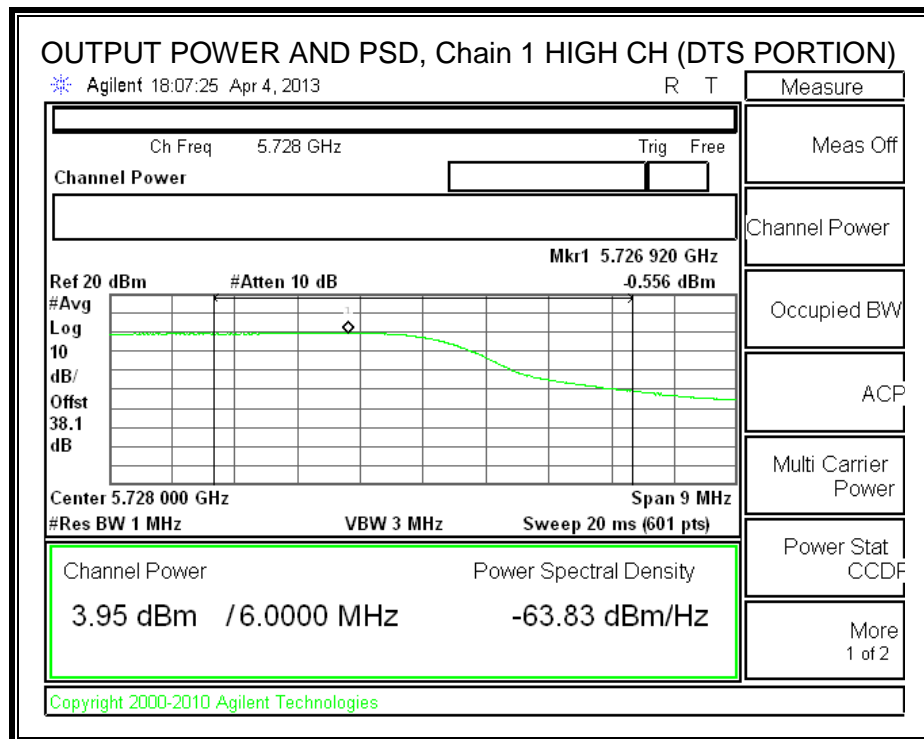 OUTPUT POWER AND PSD, Chain 1 HIGH CH (DTS PORTION)
Agilent 18:07:25 Apr 4, 2013 R T
Measure
Ch Freq 5.728 GHz Trig Free
Meas Off
Channel Power
Channel Power
Mkr1 5.726 920 GHz
Ref 20 dBm #Atten 10 dB -0.556 dBm
#Avg
Log
10
dB/
Offst
38.1
dB
1
Occupied BW
ACP
Multi Carrier
Power
Center 5.728 000 GHz Span 9 MHz
#Res BW 1 MHz VBW 3 MHz Sweep 20 ms (601 pts)
Power Stat
CCDF
Channel Power Power Spectral Density
3.95 dBm /6.0000 MHz -63.83 dBm/Hz
More
1 of 2
Copyright 2000-2010 Agilent Technologies